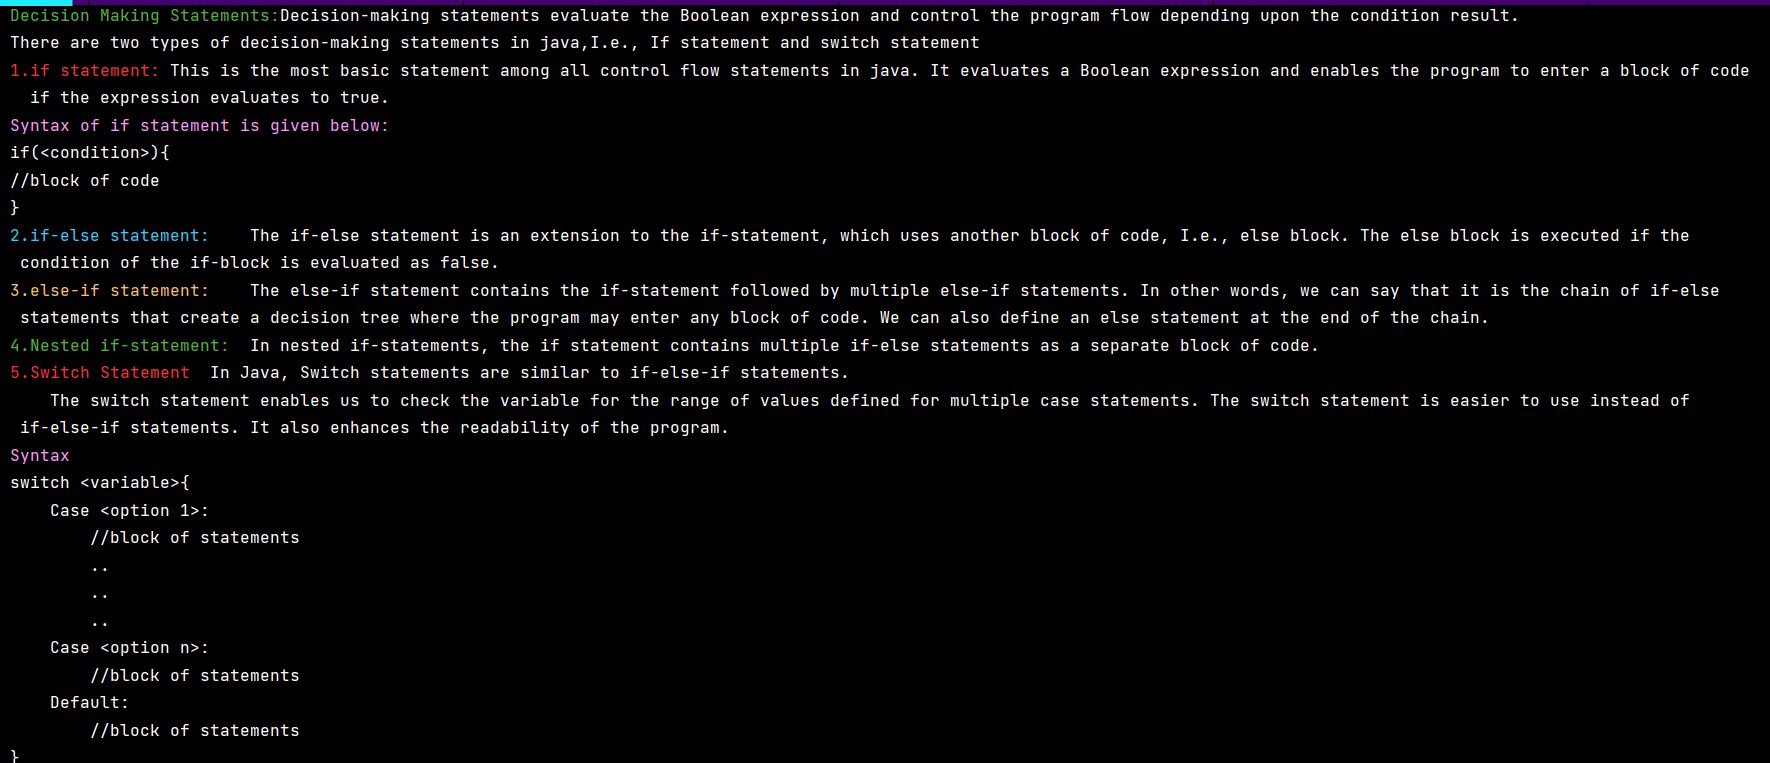 Decision Making Statements:Decision-making statements evaluate the Boolean expression and control the program flow depending upon the condition result.
There are two types of decision-making statements in java,I.e., If statement and switch statement
1.if statement: This is the most basic statement among all control flow statements in java. It evaluates a Boolean expression and enables the program to enter a block of code
if the expression evaluates to true.
Syntax of if statement is given below:
if(<condition>){
//block of code
}
2.if-else statement:    The if-else statement is an extension to the if-statement, which uses another block of code, I.e., else block. The else block is executed if the
condition of the if-block is evaluated as false.
3.else-if statement:    The else-if statement contains the if-statement followed by multiple else-if statements. In other words, we can say that it is the chain of if-else
statements that create a decision tree where the program may enter any block of code. We can also define an else statement at the end of the chain.
4.Nested if-statement:  In nested if-statements, the if statement contains multiple if-else statements as a separate block of code.
5.Switch Statement  In Java, Switch statements are similar to if-else-if statements.
The switch statement enables us to check the variable for the range of values defined for multiple case statements. The switch statement is easier to use instead of
if-else-if statements. It also enhances the readability of the program.
Syntax
switch <variable>{
    Case <option 1>:
        //block of statements
        ..
        ..
        ..
    Case <option n>:
        //block of statements
    Default:
        //block of statements
}